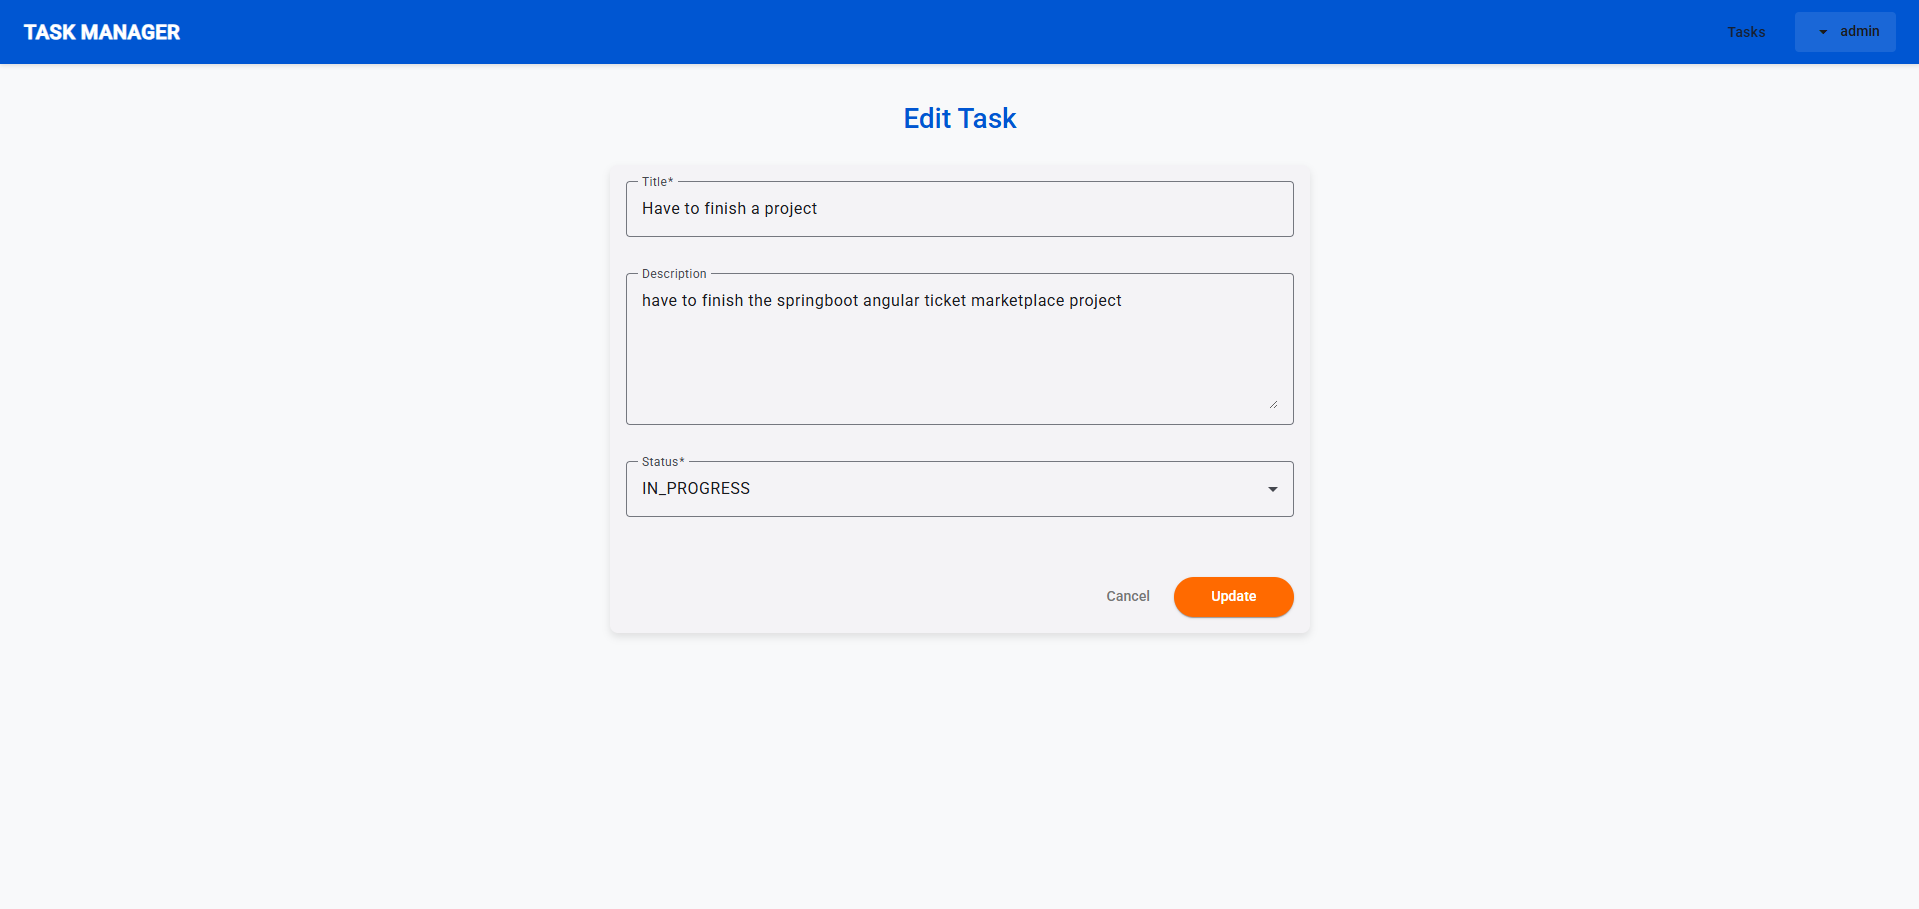 TASK MANAGER
Tasks
admin
Edit Task
Title*
Have to finish a project
Description
have to finish the springboot angular ticket marketplace project
Status*
IN_PROGRESS
Cancel
Update